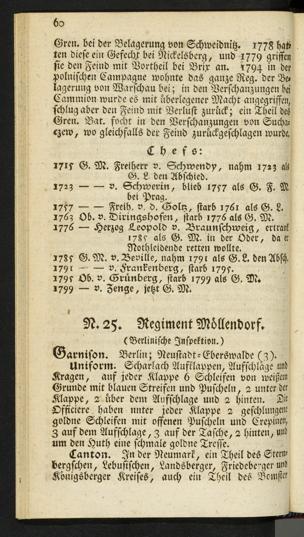 60
Gren. bei der Belagerung von Schweidnitz. 1778 hat-
ten diese ein Gefecht bei Nickelsberg, und 1779 griffen
sie den Feind mit Vortheil bei Brix an. 1794 in der
polnischen Campagne wohnte das ganze Reg. der Be-
lagerung von Warschau bei; in den Verschanzungen bei
Cammion wurde es mit überlegener Macht angegriffen,
schlug aber den Feind mit Verlust zurück; ein Theil des
Gren. Bat. focht in den Verschanzungen von Sucha-
czew, wo gleichfalls der Feind zurückgeschlagen wurde.
Chefs:
1715 G. M. Freiherr v. Schwendy, nahm 1723 als
G. L. den Abschied.
1723 — — v. Schwerin, blieb 1757 als G. F. M
bei Prag.
1757 — — Freih. v. d. Golz, starb 1761 als G. L.
1763 Ob. v. Diringshofen, starb 1776 als G. M.
1776 — Herzog Leopold v. Braunschweig, ertrank
1785 als G. M. in der Oder, da er
Nothleidende retten wollte.
1785 G. M. v. Beville, nahm 1791 als G. L. den Absch.
1791 — — v. Frankenberg, starb 1795.
1795 Ob. v. Grünberg, starb 1799 als G. M.
1799 — v. Zenge, jetzt G. M.
N. 25. Regiment Möllendorf.
(Berlinische Inspektion.)
Garnison. Berlin; Neustadt-Eberswalde (3).
Uniform. Scharlach Aufklappen, Aufschläge und
Kragen, auf jeder Klappe 6 Schleifen von weißem
Grunde mit blauen Streifen und Puscheln, 2 unter der
Klappe, 2 über dem Aufschlage und 2 hinten. Die
Officiere haben unter jeder Klappe 2 geschlungene
goldne Schleifen mit offenen Puscheln und Crepinen,
3 auf dem Aufschlage, 3 auf der Tasche, 2 hinten, und
um den Huth eine schmale goldne Tresse.
Canton. In der Neumark, ein Theil des Stern-
bergschen, Lebusischen, Landsberger, Friedeberger und
Königsberger Kreises, auch ein Theil des Bomster